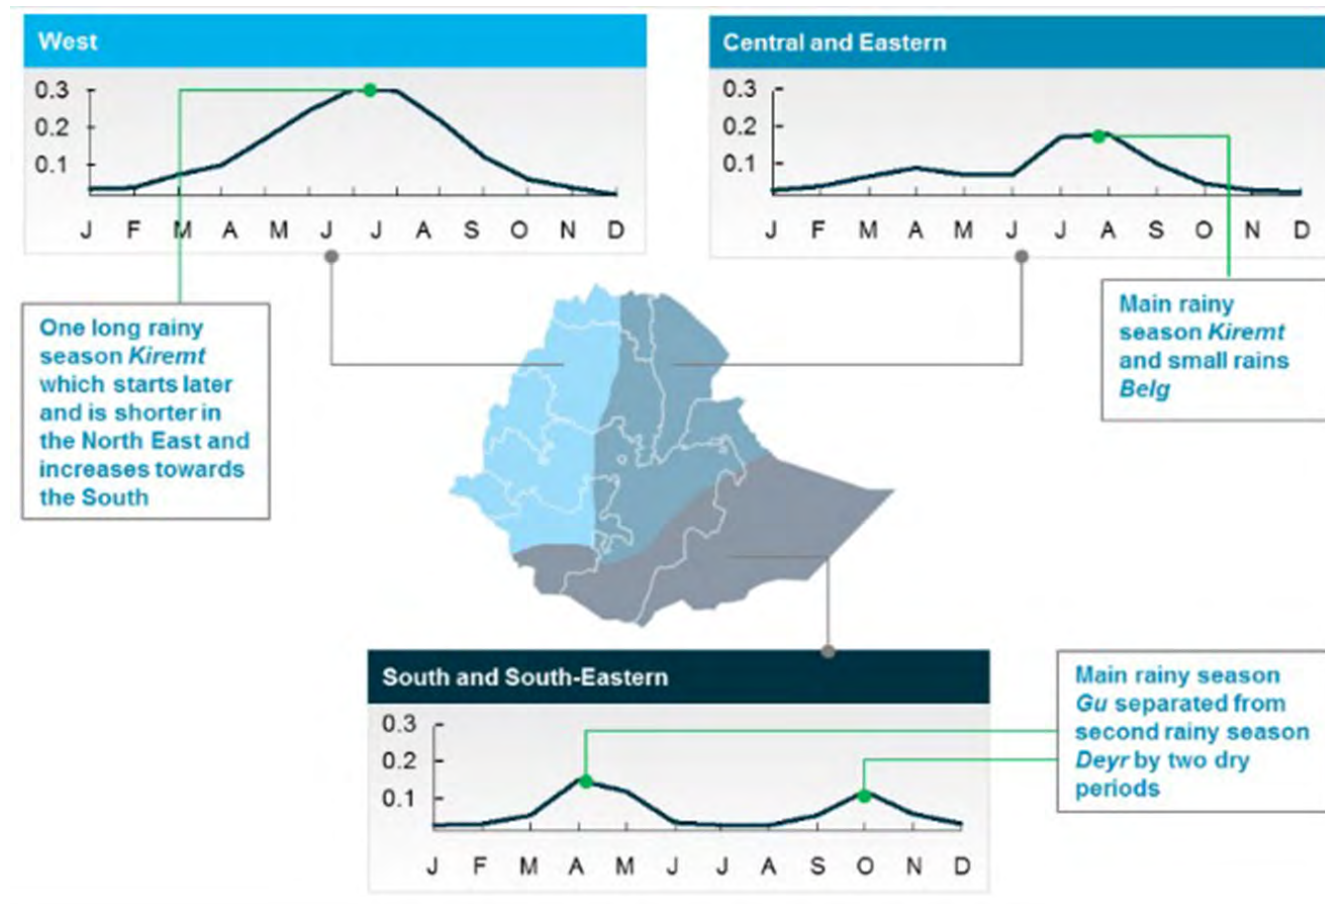 West
0.3
0.2
0.1
J F M A M J J A S O N D
Central and Eastern
0.3
0.2
0.1
J F M A M J J A S O N D
One long rainy
season Kiremt
which starts later
and is shorter in
the North East and
increases towards
the South
Main rainy
season Kiremt
and small rains
Belg
South and South-Eastern
0.3
0.2
0.1
J F M A M J J A S O N D
Main rainy season
Gu separated from
second rainy season
Deyr by two dry
periods